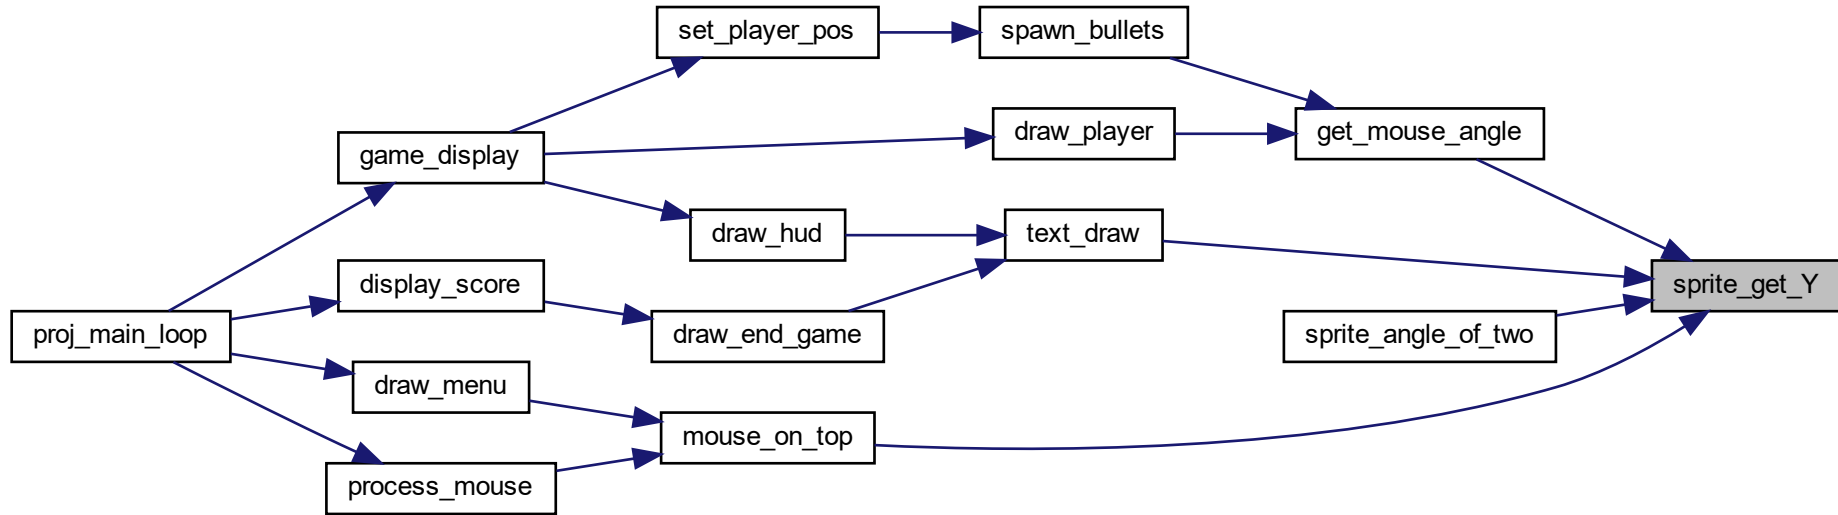 set_player_pos
spawn_bullets
draw_player
get_mouse_angle
game_display
draw_hud
text_draw
display_score
sprite_get_Y
proj_main_loop
draw_end_game
sprite_angle_of_two
draw_menu
mouse_on_top
process_mouse